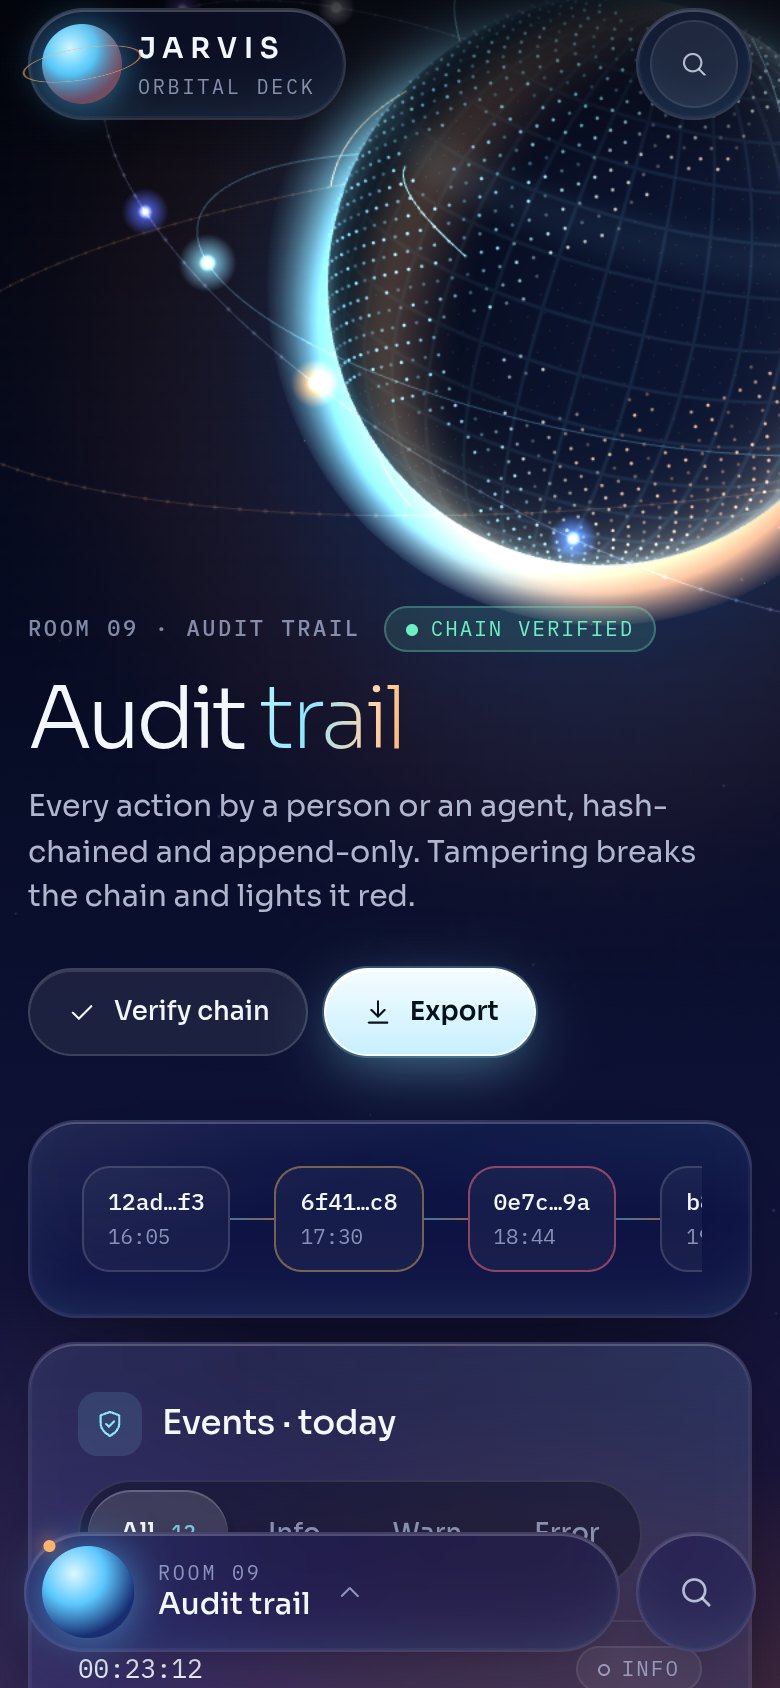 JARVIS
ORBITAL DECK
ROOM 09 · AUDIT TRAIL
CHAIN VERIFIED
Audit trail
Every action by a person or an agent, hash-
chained and append-only. Tampering breaks
the chain and lights it red.
Verify chain
Export
12ad…f3
16:05
6f41…c8
17:30
0e7c…9a
18:44
Events · today
All 12 Info Warn Error
ROOM 09
Audit trail
00:23:12
INFO